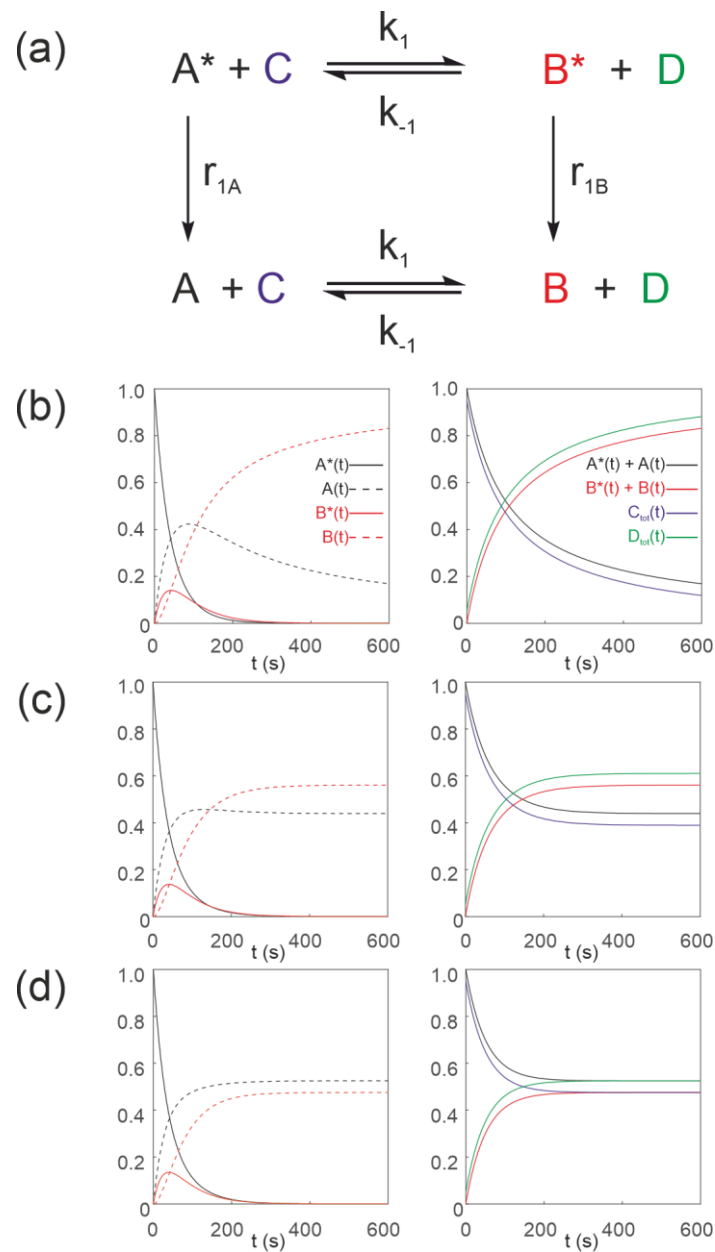 (a)
k₁
A* + C B* + D
k₋₁
r₁A r₁B
k₁
A + C B + D
k₋₁
(b)
1.0 1.0
0.8 0.8
A*(t) A*(t) + A(t)
0.6 A(t) 0.6 B*(t) + B(t)
B*(t) Ctot(t)
0.4 B(t) 0.4 Dtot(t)
0.2 0.2
0 0
0 200 400 600 0 200 400 600
t (s) t (s)
(c)
1.0 1.0
0.8 0.8
0.6 0.6
0.4 0.4
0.2 0.2
0 0
0 200 400 600 0 200 400 600
t (s) t (s)
(d)
1.0 1.0
0.8 0.8
0.6 0.6
0.4 0.4
0.2 0.2
0 0
0 200 400 600 0 200 400 600
t (s) t (s)